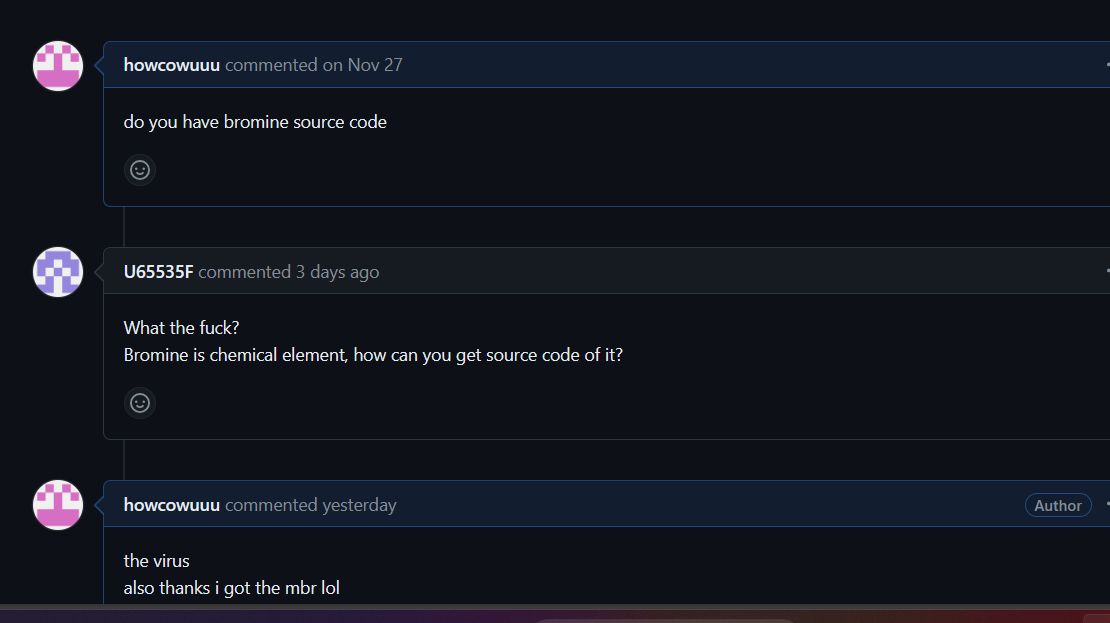 howcowuuu commented on Nov 27
do you have bromine source code
U65535F commented 3 days ago
What the fuck?
Bromine is chemical element, how can you get source code of it?
howcowuuu commented yesterday Author
the virus
also thanks i got the mbr lol